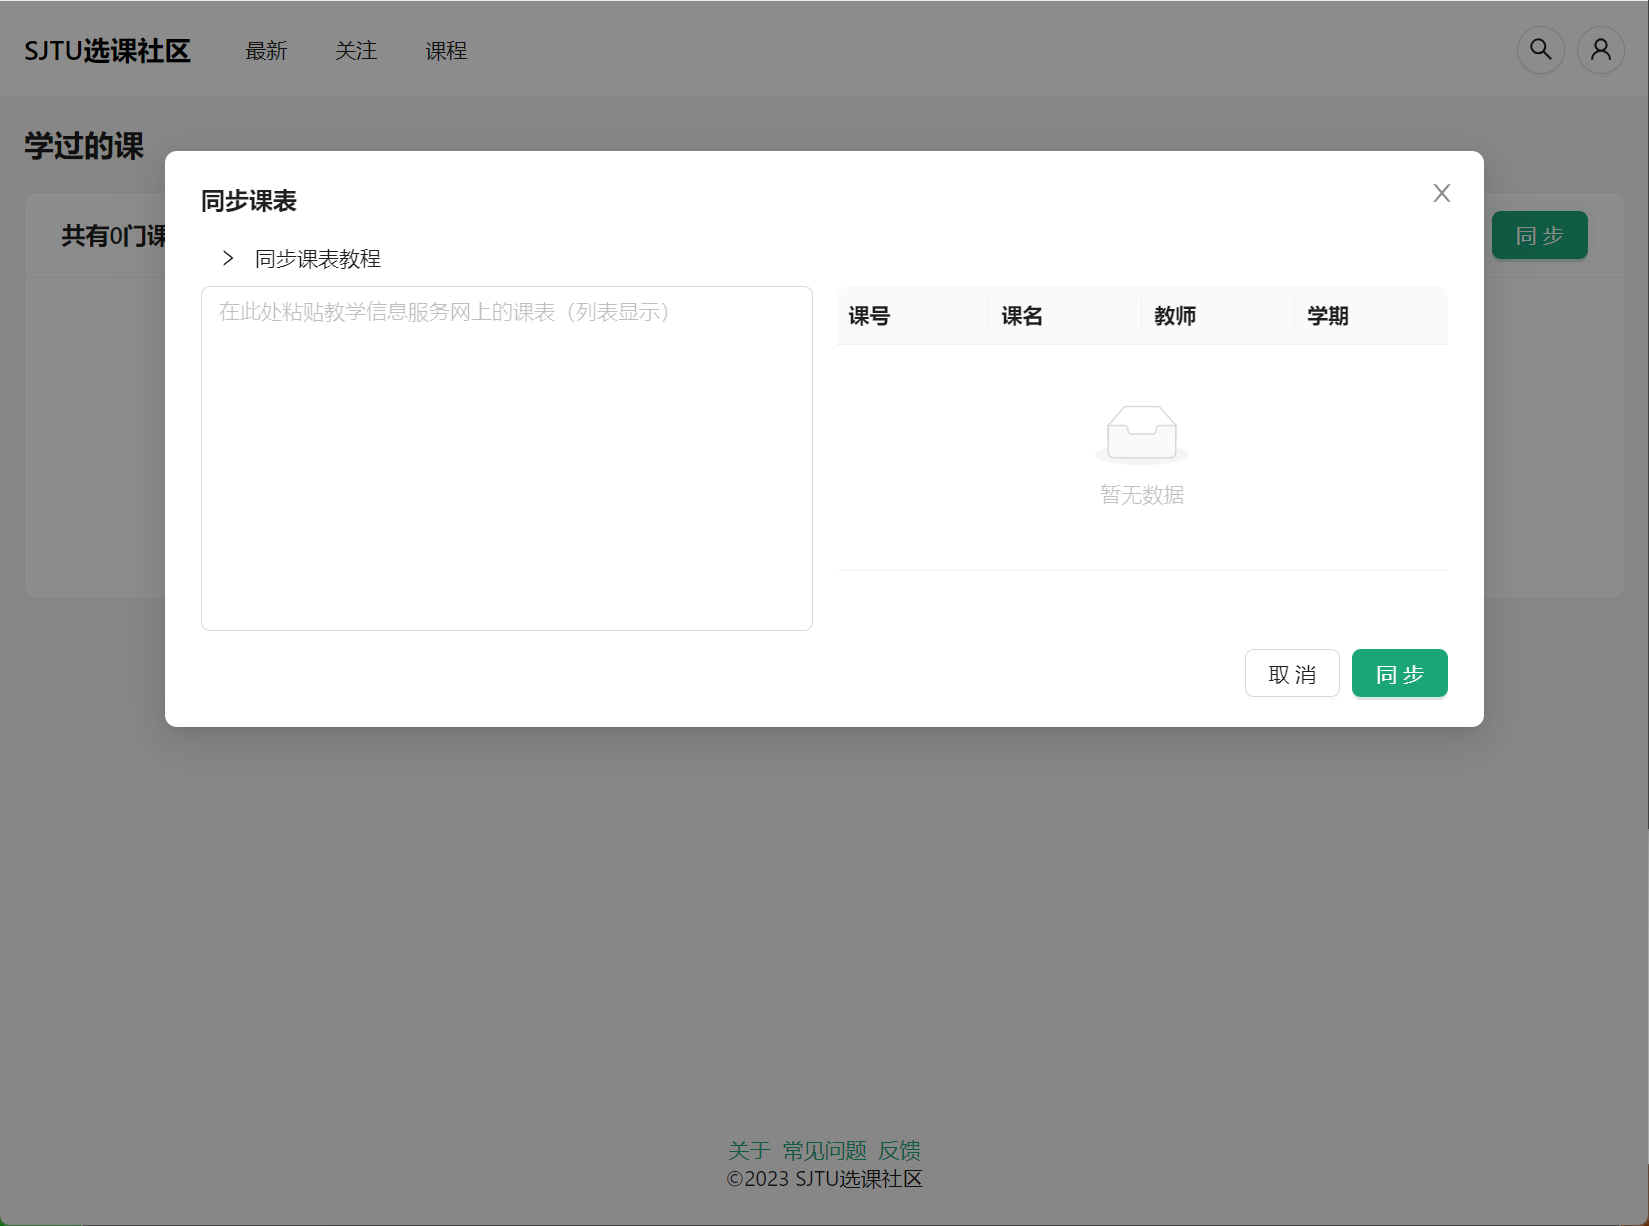 SJTU选课社区 最新 关注 课程
学过的课
共有0门课
同步
同步课表
同步课表教程
在此处粘贴教学信息服务网上的课表（列表显示）
课号 课名 教师 学期
暂无数据
取消 同步
关于 常见问题 反馈
©2023 SJTU选课社区